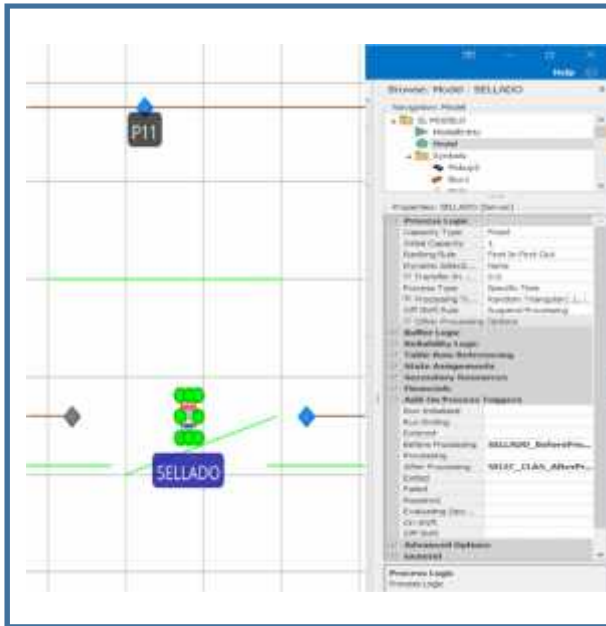 Help
Browse: Model : SELLADO
Navigation: Model
Model
Symbols
P11
Properties: SELLADO (Server)
Process Logic
Capacity Type Fixed
Initial Capacity 1
Ranking Rule First In First Out
None
0.0
Process Type Specific Time
Off Shift Rule Suspend Processing
Other Processing Options
Buffer Logic
Reliability Logic
Table Row Referencing
State Assignments
Secondary Resources
Financials
Add-On Process Triggers
Run Initialized
Run Ending
Entered
Before Processing SELLADO_BeforePro...
Processing
After Processing SELEC_CLAS_AfterPr...
Exited
Failed
Repaired
On Shift
Off Shift
Advanced Options
General
SELLADO
Process Logic
Process Logic